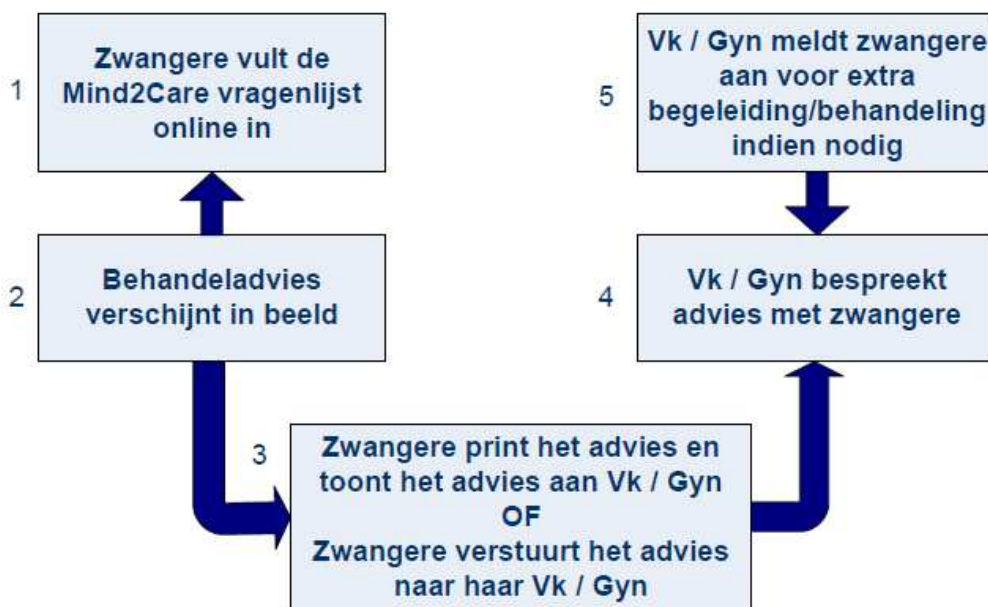 1
Zwangere vult de
Mind2Care vragenlijst
online in
2
Behandeladvies
verschijnt in beeld
3
Zwangere print het advies en
toont het advies aan Vk / Gyn
OF
Zwangere verstuurt het advies
naar haar Vk / Gyn
4
Vk / Gyn bespreekt
advies met zwangere
5
Vk / Gyn meldt zwangere
aan voor extra
begeleiding/behandeling
indien nodig